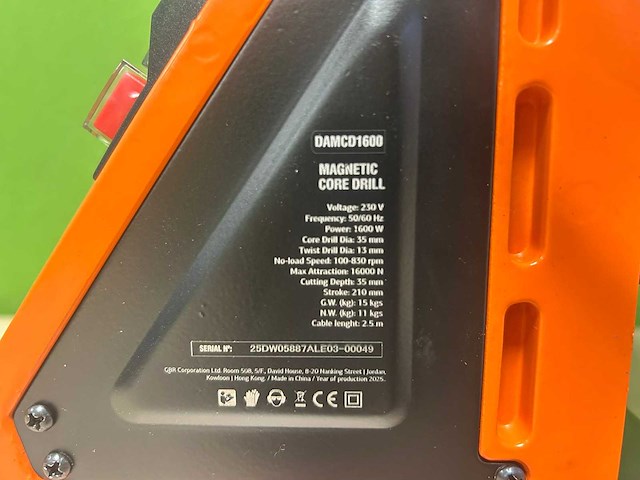 DAMCD1600
MAGNETIC
CORE DRILL
Voltage: 230 V
Frequency: 50/60 Hz
Power: 1600 W
Core Drill Dia: 35 mm
Twist Drill Dia: 13 mm
No-load Speed: 100-830 rpm
Max Attraction: 16000 N
Cutting Depth: 35 mm
Stroke: 210 mm
G.W. (kg): 15 kgs
N.W. (kg): 11 kgs
Cable lenght: 2.5 m
SERIAL Nº: 25DW05887ALE03-00049
Corporation Ltd. Room 508, 5/F., David House, 8-20 Nanking Street | Jordan,
Kowloon | Hong Kong. / Made in China / Year of production 2025.
CE